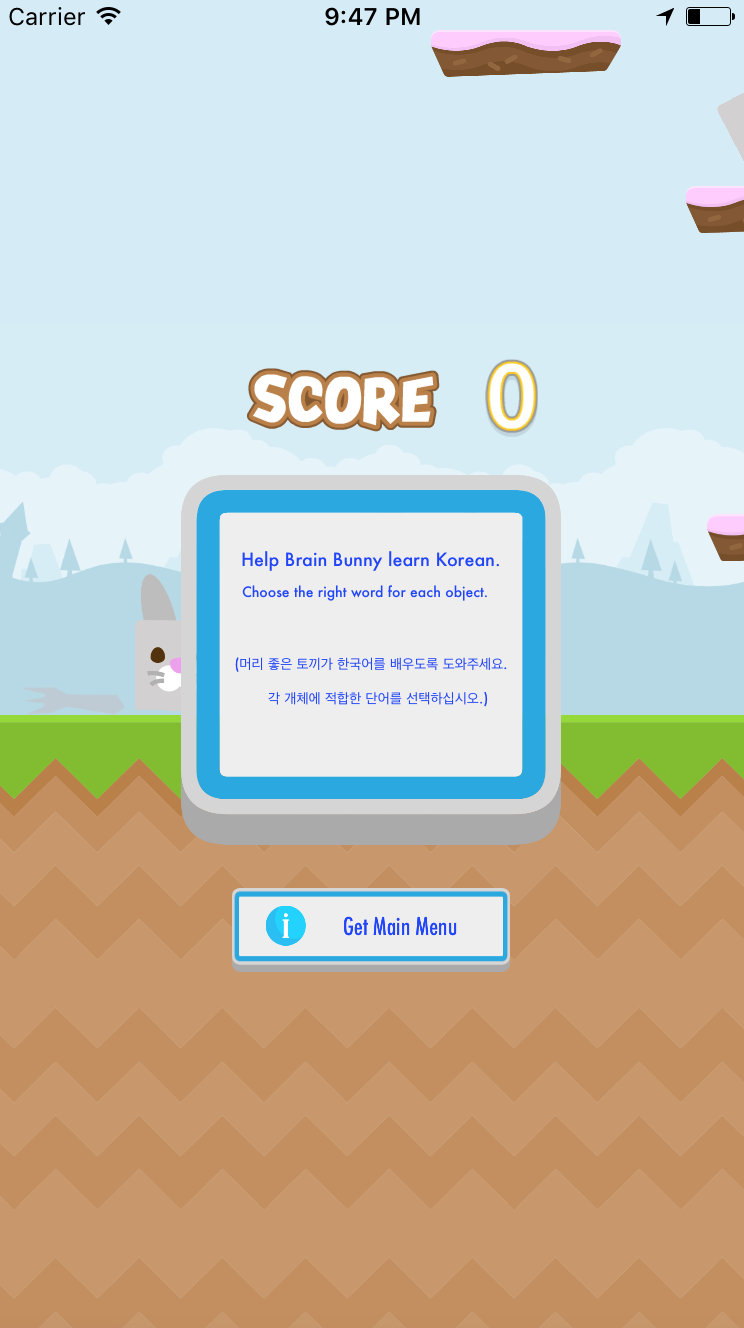 Carrier 9:47 PM
SCORE 0
Help Brain Bunny learn Korean.
Choose the right word for each object.
(머리 좋은 토끼가 한국어를 배우도록 도와주세요.
각 개체에 적합한 단어를 선택하십시오.)
i Get Main Menu